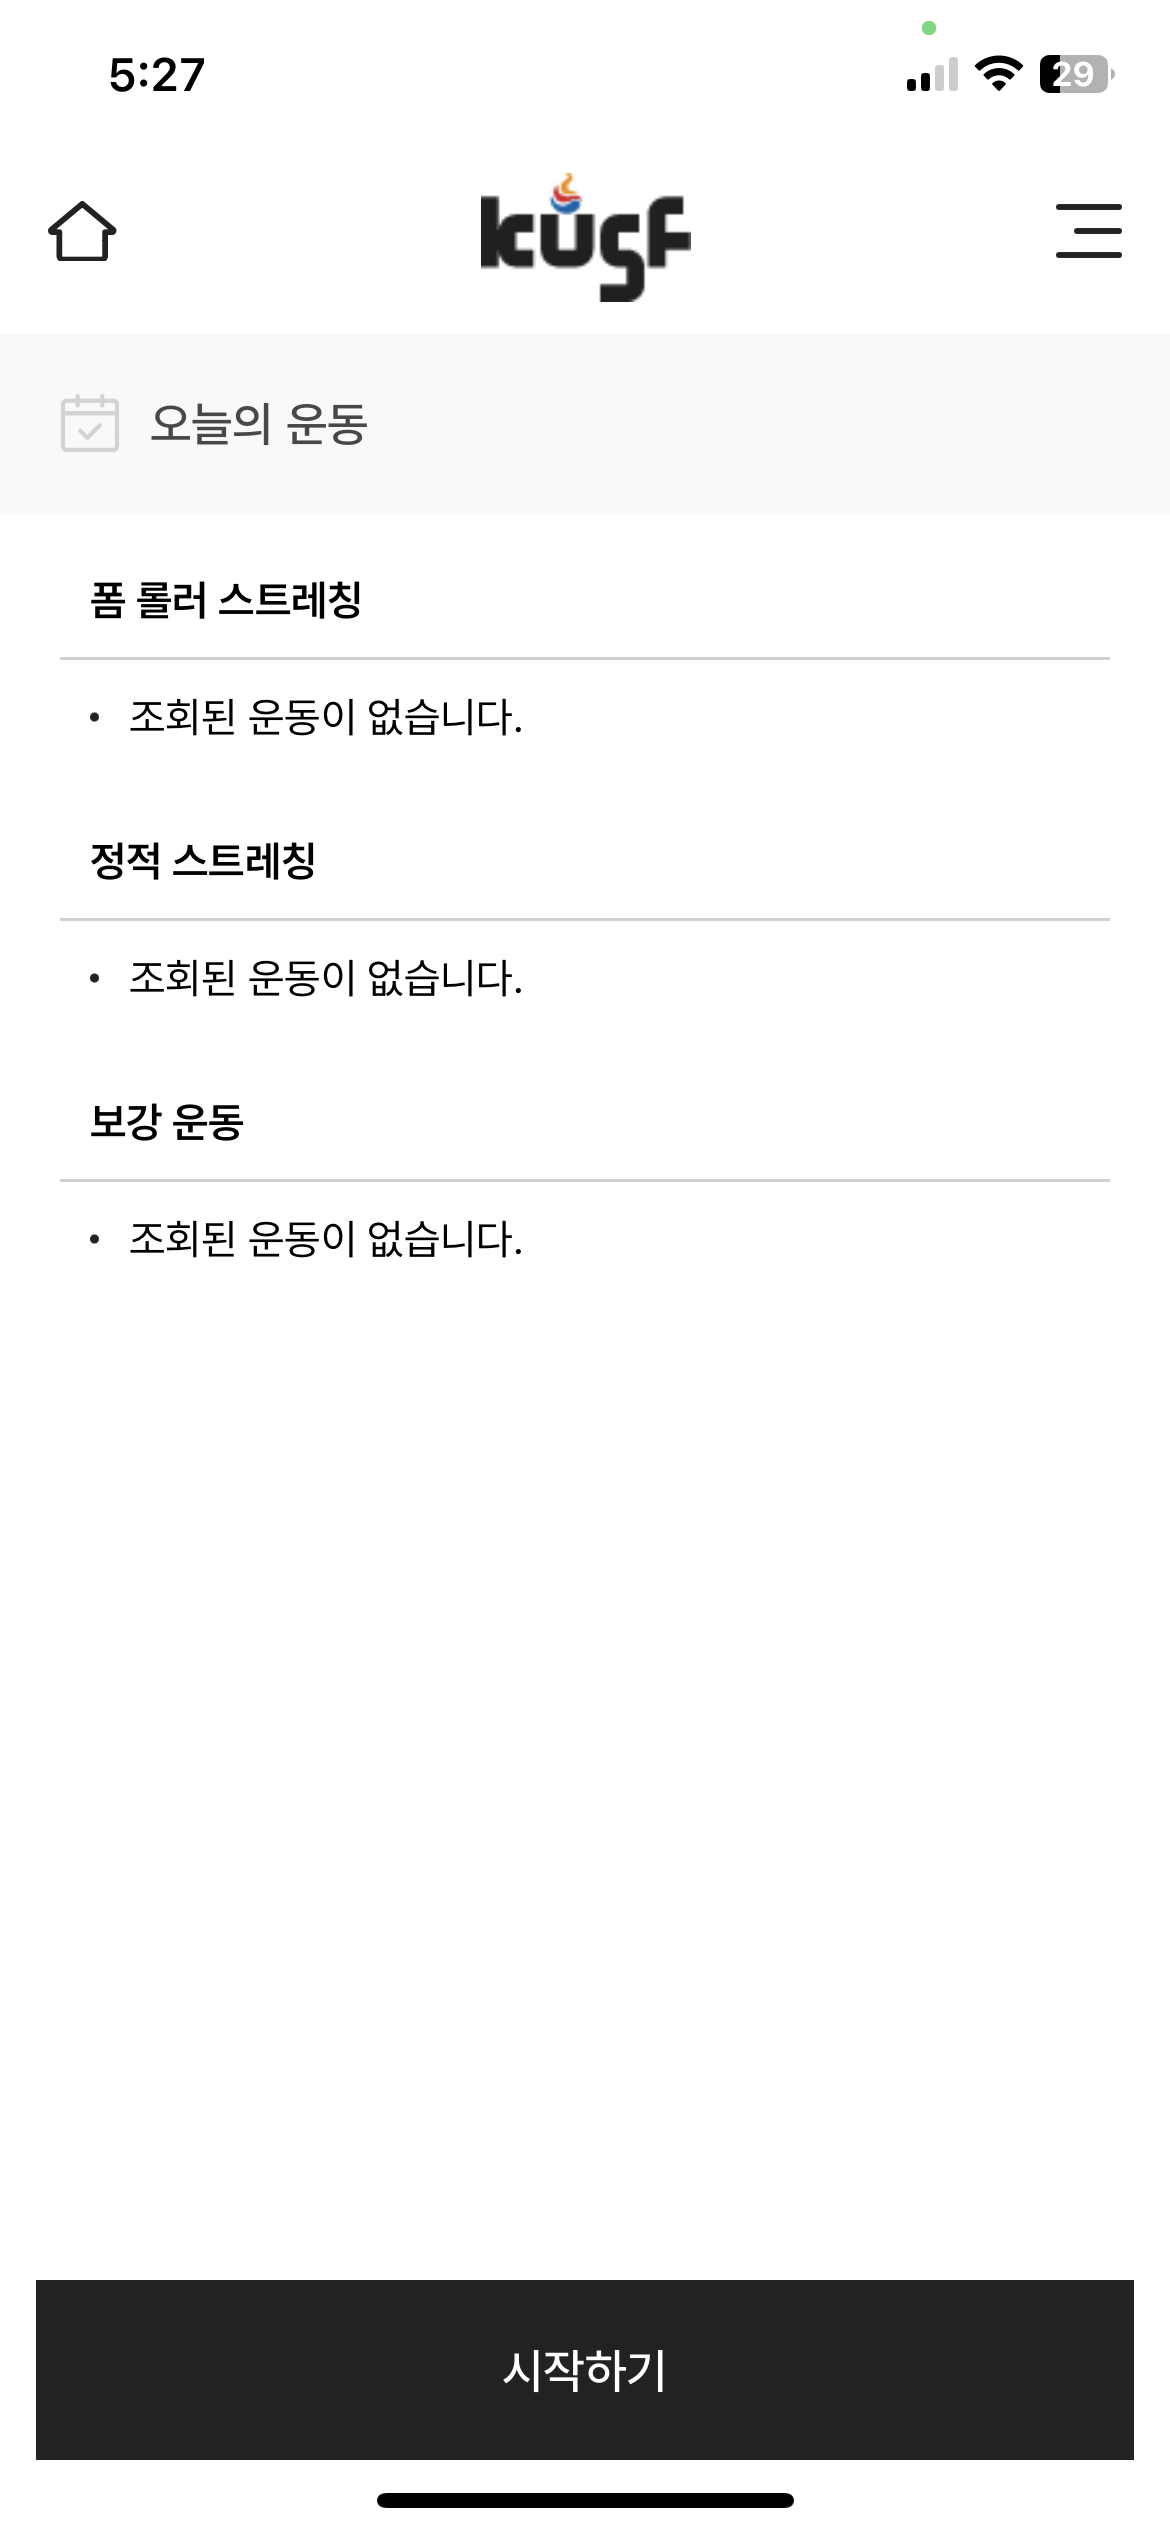 5:27
29
kusf
오늘의 운동
폼 롤러 스트레칭
• 조회된 운동이 없습니다.
정적 스트레칭
• 조회된 운동이 없습니다.
보강 운동
• 조회된 운동이 없습니다.
시작하기